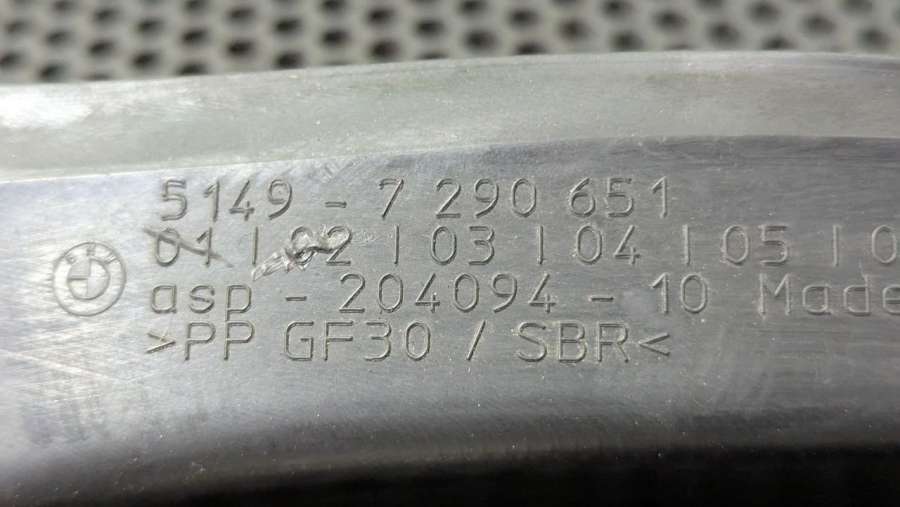 5149 - 7 290 651
01 | 02 | 03 | 04 | 05 | 0
asp - 204094 - 10 Made
>PP GF30 / SBR<